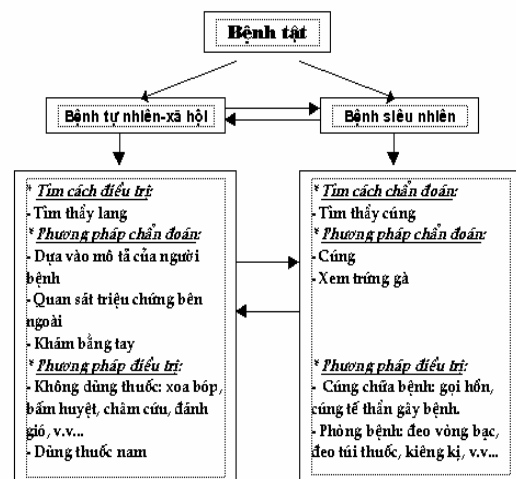 Bệnh tật
Bệnh tự nhiên-xã hội
Bệnh siêu nhiên
* Tìm cách điều trị:
- Tìm thầy lang
* Phương pháp chẩn đoán:
- Dựa vào mô tả của người
bệnh
- Quan sát triệu chứng bên
ngoài
- Khám bằng tay
* Phương pháp điều trị:
- Không dùng thuốc: xoa bóp,
bấm huyệt, châm cứu, đánh
gió, v.v...
- Dùng thuốc nam
* Tìm cách chẩn đoán:
- Tìm thầy cúng
* Phương pháp chẩn đoán:
- Cúng
- Xem trứng gà
* Phương pháp điều trị:
- Cúng chữa bệnh: gọi hồn,
cúng tế thần gây bệnh.
- Phòng bệnh: đeo vòng bạc,
đeo túi thuốc, kiêng kị, v.v...